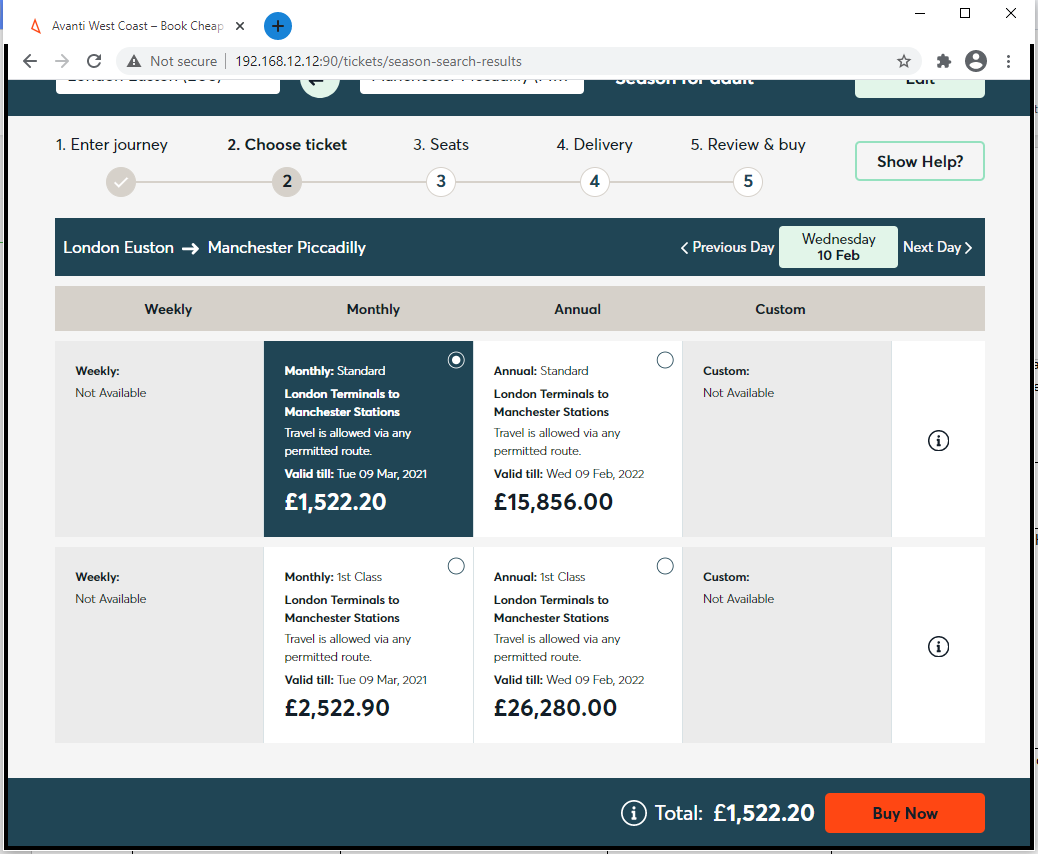 Avanti West Coast – Book Cheap
Not secure | 192.168.12.12:90/tickets/season-search-results
Season for adult
Edit
1. Enter journey
2. Choose ticket
3. Seats
4. Delivery
5. Review & buy
2
3
4
5
Show Help?
London Euston → Manchester Piccadilly
Previous Day
Wednesday
10 Feb
Next Day
Weekly
Monthly
Annual
Custom
Weekly:
Not Available
Monthly: Standard
London Terminals to
Manchester Stations
Travel is allowed via any
permitted route.
Valid till: Tue 09 Mar, 2021
£1,522.20
Annual: Standard
London Terminals to
Manchester Stations
Travel is allowed via any
permitted route.
Valid till: Wed 09 Feb, 2022
£15,856.00
Custom:
Not Available
Weekly:
Not Available
Monthly: 1st Class
London Terminals to
Manchester Stations
Travel is allowed via any
permitted route.
Valid till: Tue 09 Mar, 2021
£2,522.90
Annual: 1st Class
London Terminals to
Manchester Stations
Travel is allowed via any
permitted route.
Valid till: Wed 09 Feb, 2022
£26,280.00
Custom:
Not Available
Total: £1,522.20
Buy Now